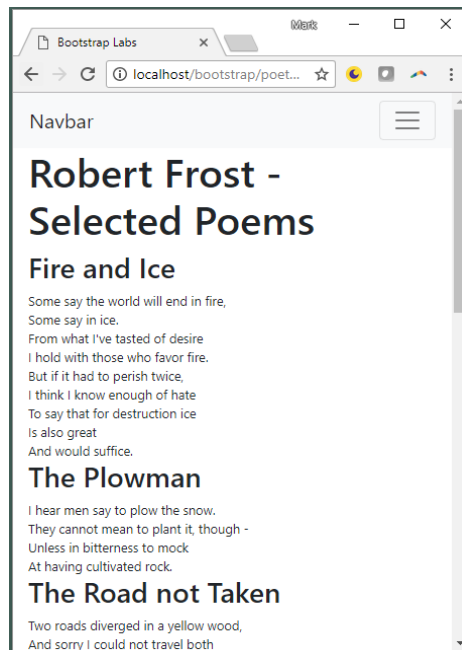 Mark
Bootstrap Labs
localhost/bootstrap/poet...
Navbar
Robert Frost -
Selected Poems
Fire and Ice
Some say the world will end in fire,
Some say in ice.
From what I've tasted of desire
I hold with those who favor fire.
But if it had to perish twice,
I think I know enough of hate
To say that for destruction ice
Is also great
And would suffice.
The Plowman
I hear men say to plow the snow.
They cannot mean to plant it, though -
Unless in bitterness to mock
At having cultivated rock.
The Road not Taken
Two roads diverged in a yellow wood,
And sorry I could not travel both